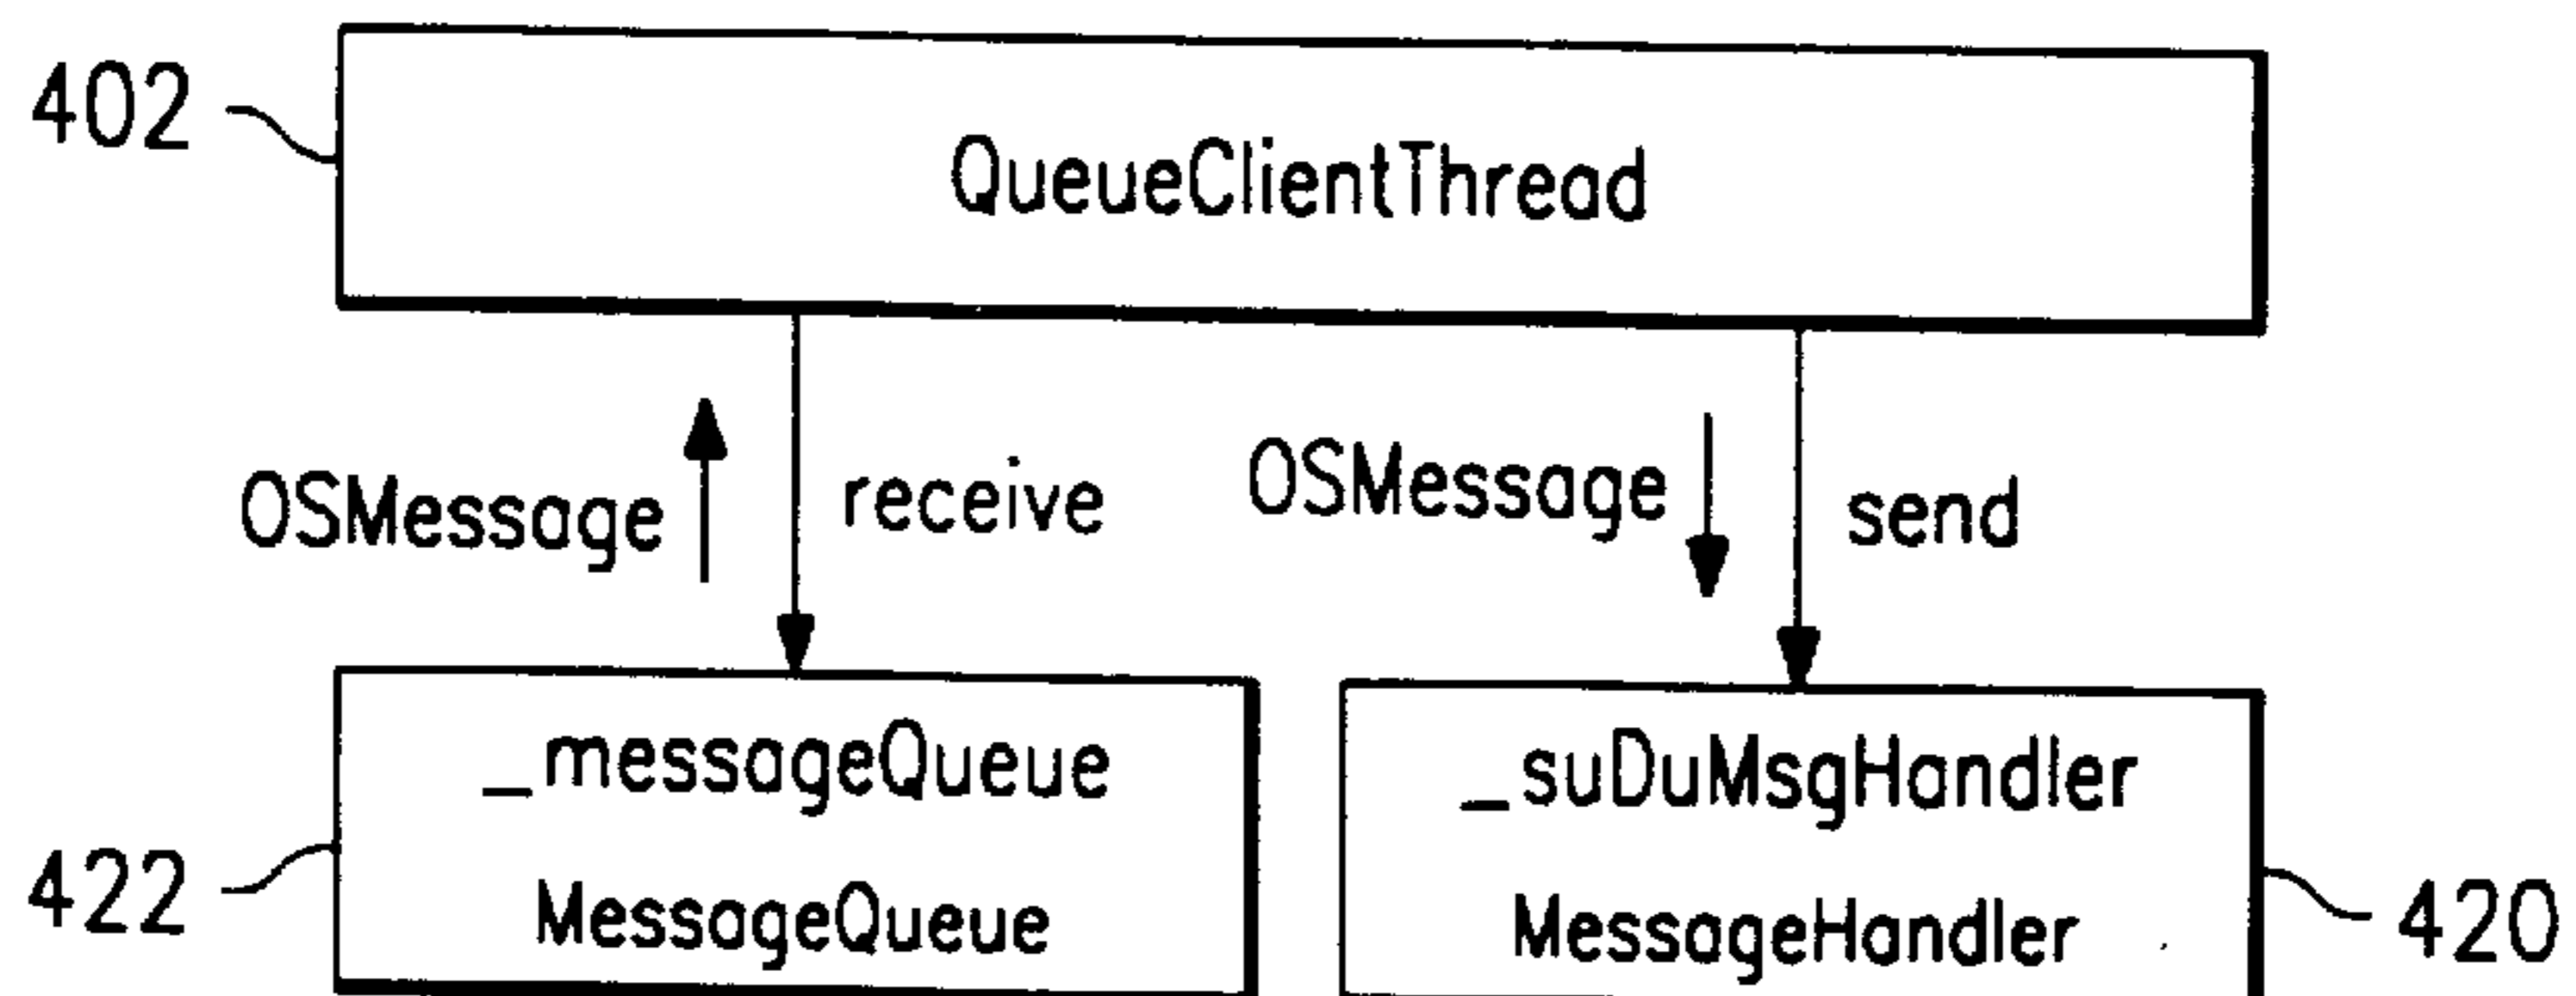 402
QueueClientThread
OSMessage
receive
OSMessage
send
_messageQueue
MessageQueue
422
_suDuMsgHandler
MessageHandler
420